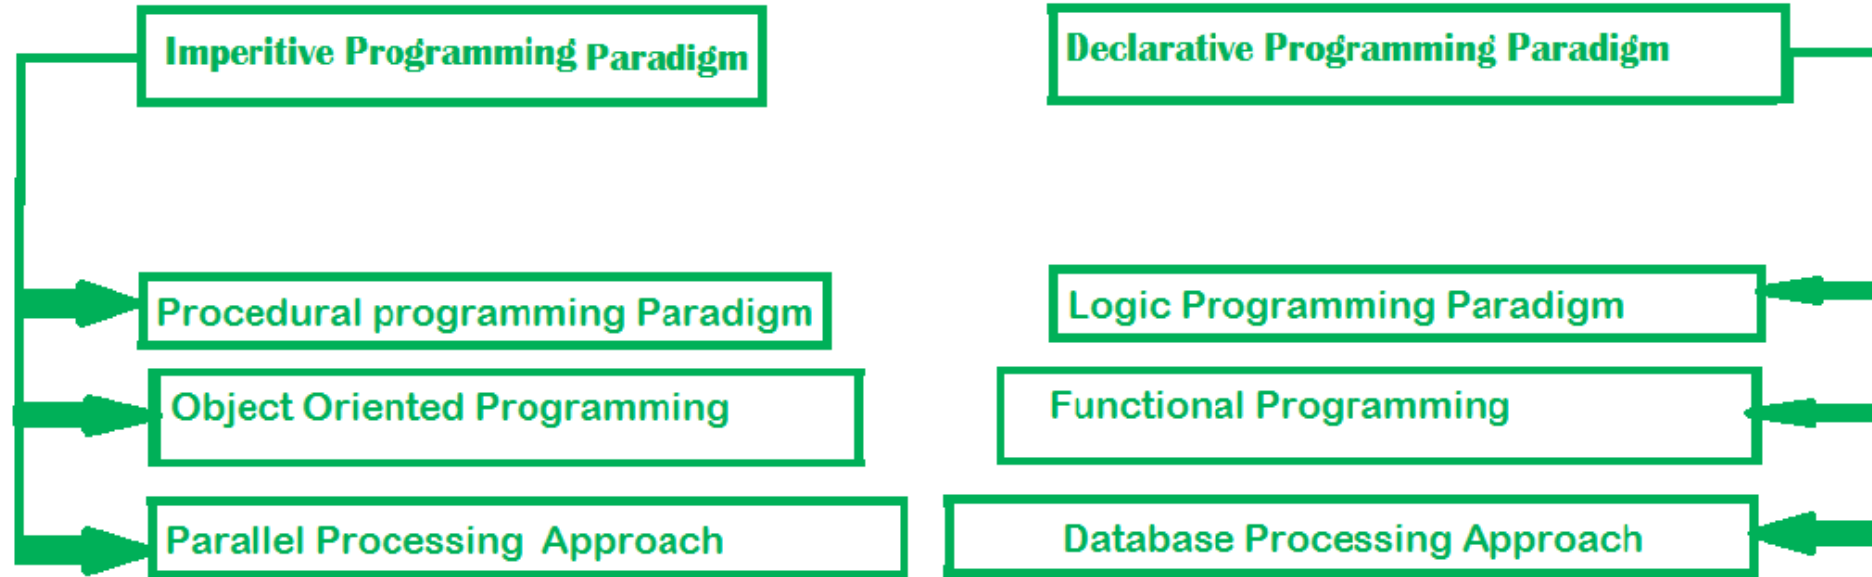 Imperitive Programming Paradigm
Declarative Programming Paradigm
Procedural programming Paradigm
Logic Programming Paradigm
Object Oriented Programming
Functional Programming
Parallel Processing Approach
Database Processing Approach